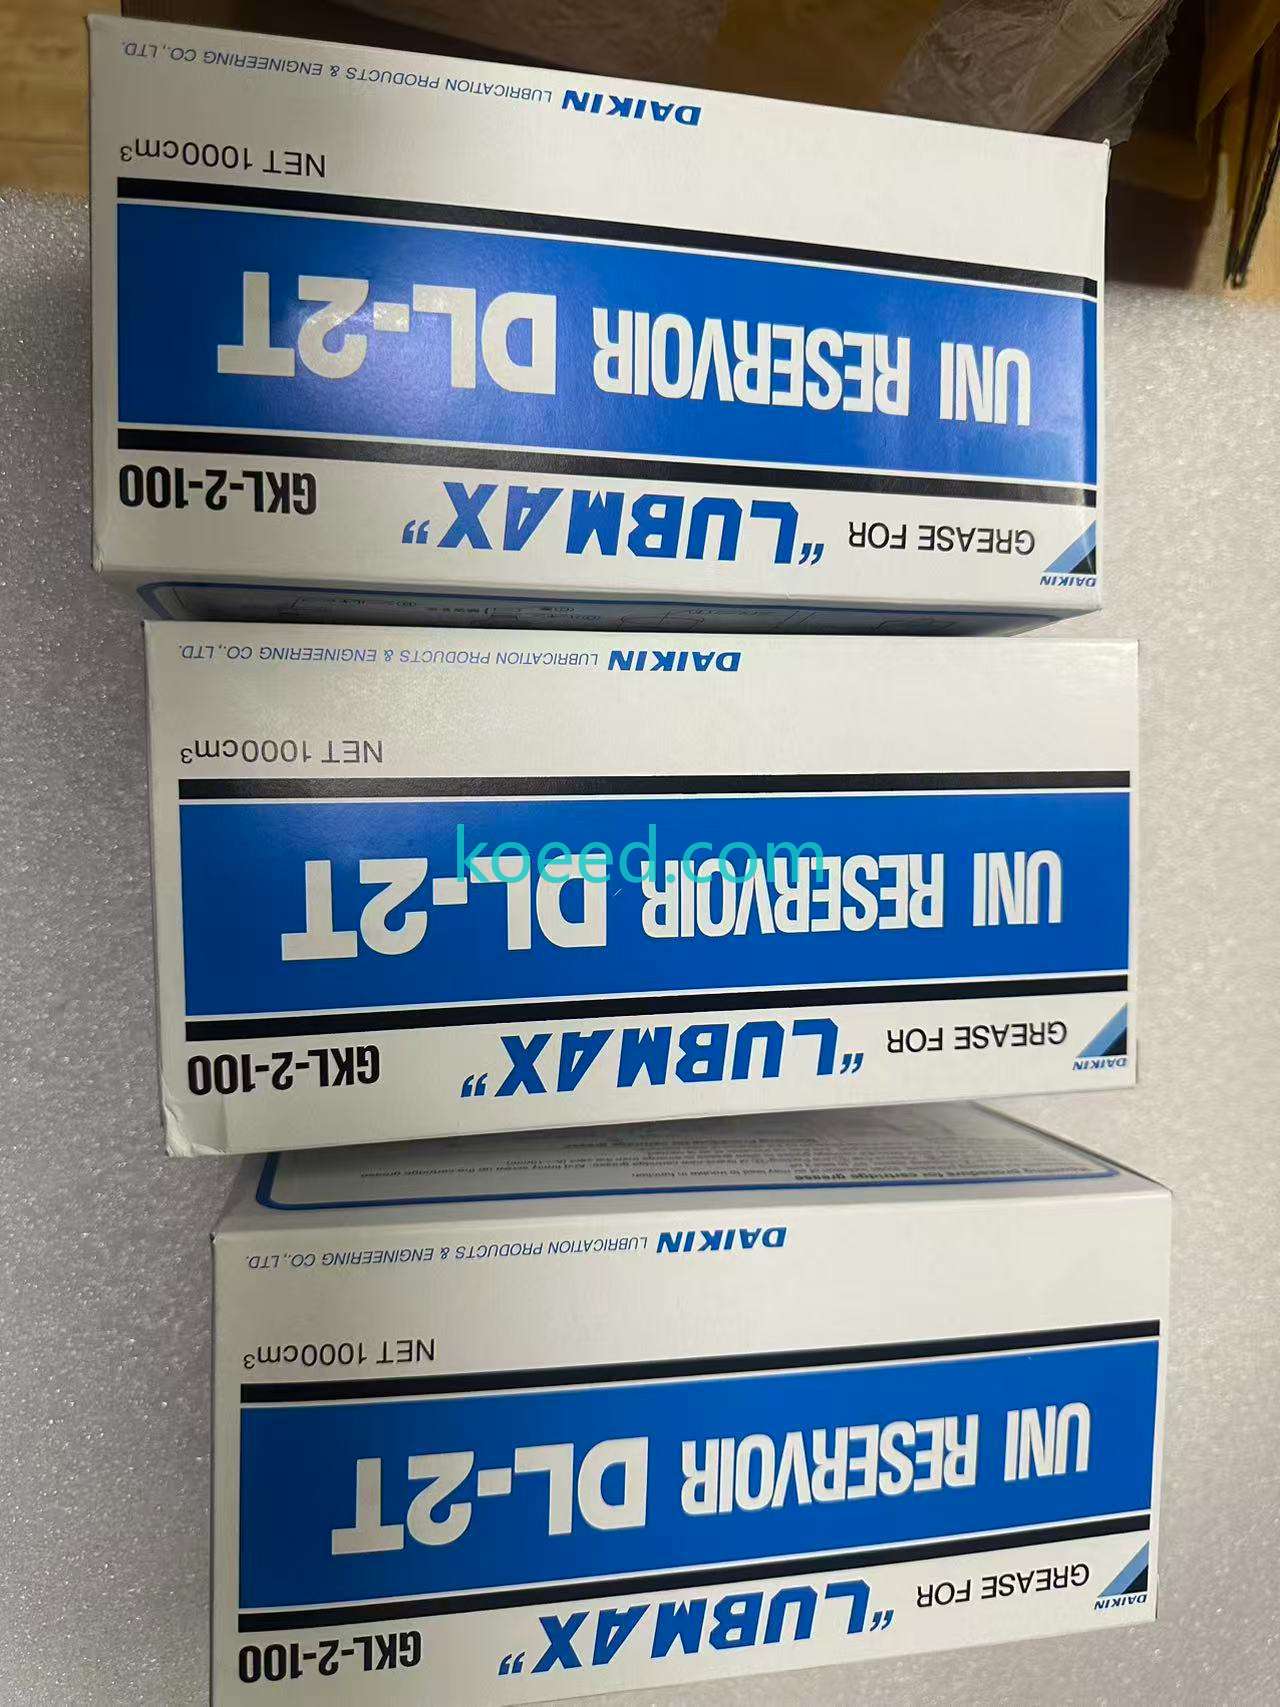 DAIKIN
GREASE FOR "LUBMAX" GKL-2-100
UNI RESERVOIR DL-2T
NET 1000cm³
DAIKIN LUBRICATION PRODUCTS & ENGINEERING CO., LTD.
DAIKIN
GREASE FOR "LUBMAX" GKL-2-100
UNI RESERVOIR DL-2T
NET 1000cm³
DAIKIN LUBRICATION PRODUCTS & ENGINEERING CO., LTD.
koeed.com
DAIKIN
GREASE FOR "LUBMAX" GKL-2-100
UNI RESERVOIR DL-2T
NET 1000cm³
DAIKIN LUBRICATION PRODUCTS & ENGINEERING CO., LTD.